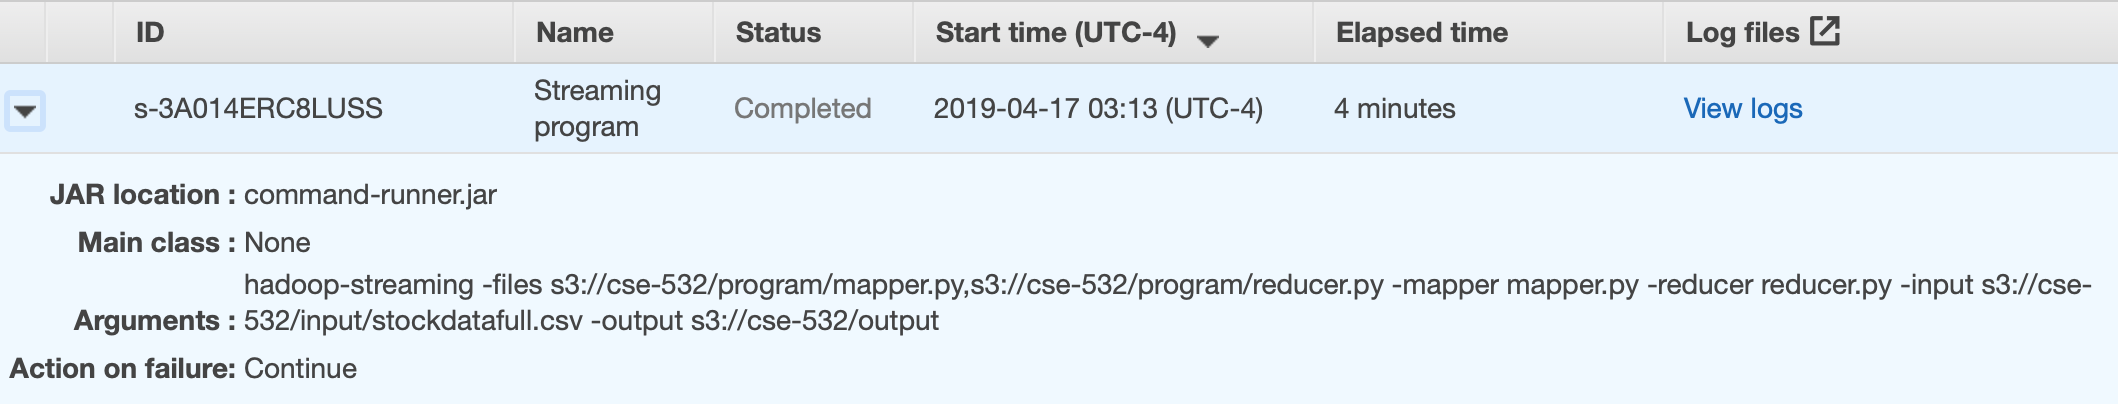 ID Name Status Start time (UTC-4) Elapsed time Log files
s-3A014ERC8LUSS Streaming program Completed 2019-04-17 03:13 (UTC-4) 4 minutes View logs
JAR location : command-runner.jar
Main class : None
hadoop-streaming -files s3://cse-532/program/mapper.py,s3://cse-532/program/reducer.py -mapper mapper.py -reducer reducer.py -input s3://cse-
Arguments : 532/input/stockdatafull.csv -output s3://cse-532/output
Action on failure: Continue